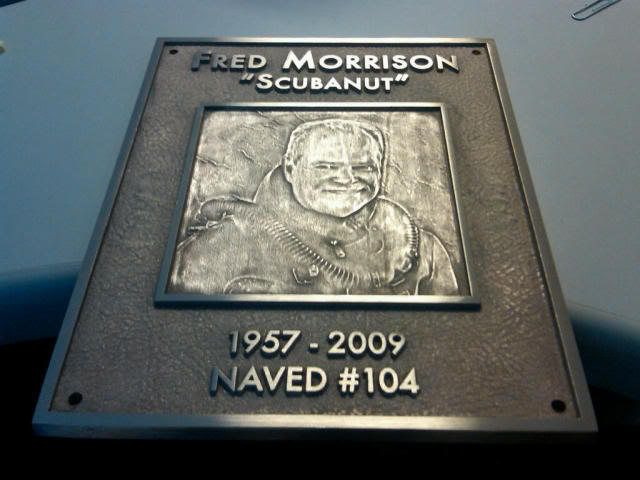 FRED MORRISON
"SCUBANUT"
1957 - 2009
NAVED #104